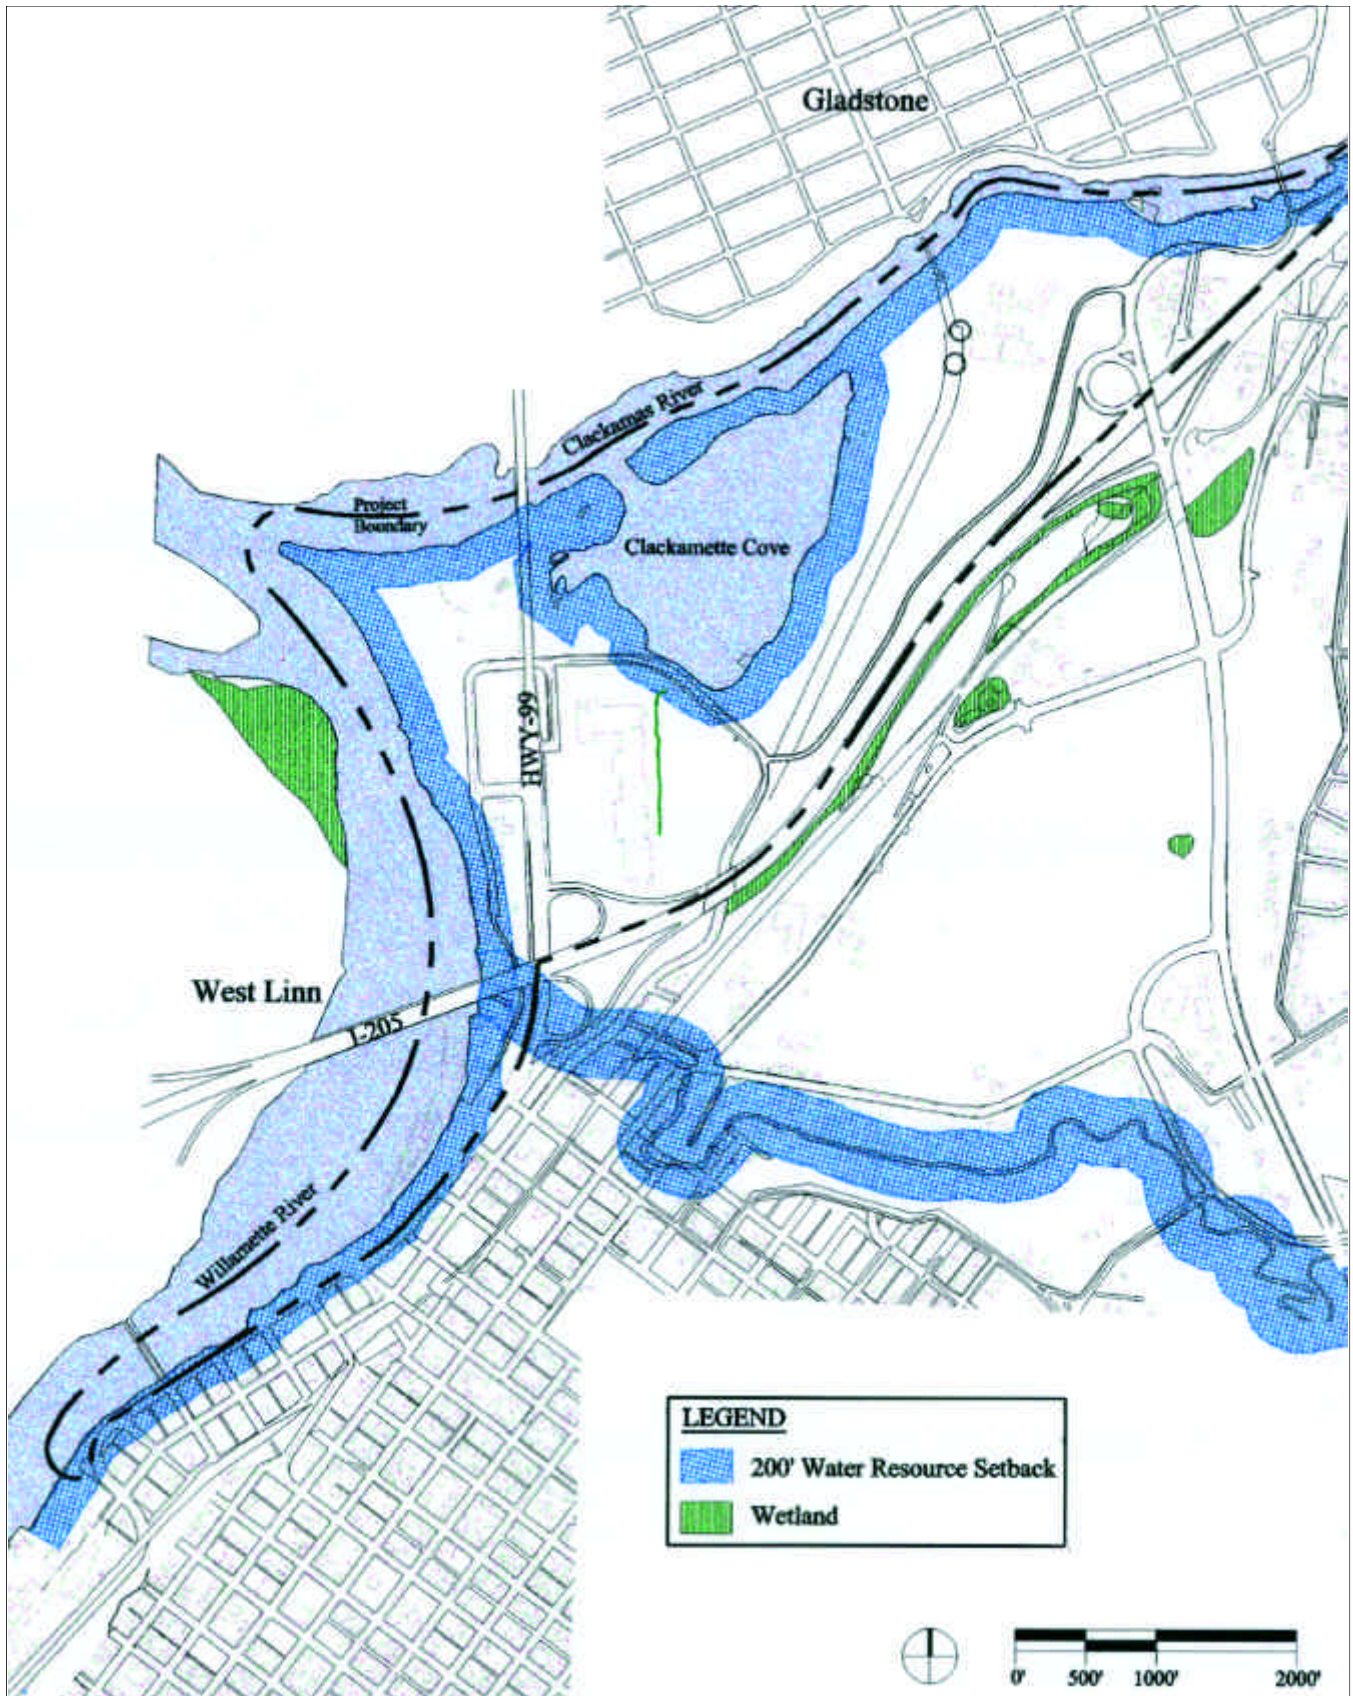 Gladstone
Clackamas River
Project
Boundary
Clackamette Cove
HWY-99
West Linn
I-205
Willamette River
LEGEND
200' Water Resource Setback
Wetland
0' 500' 1000' 2000'